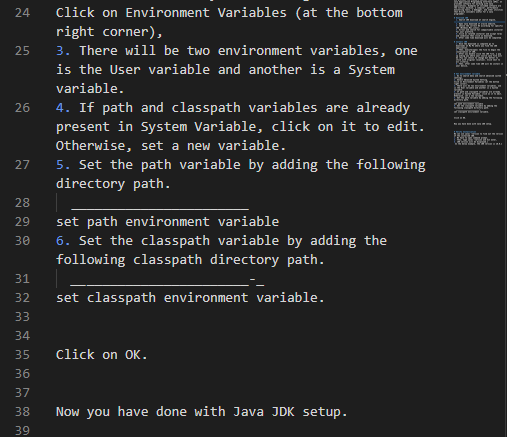 24 Click on Environment Variables (at the bottom
right corner),
25 3. There will be two environment variables, one
is the User variable and another is a System
variable.
26 4. If path and classpath variables are already
present in System Variable, click on it to edit.
Otherwise, set a new variable.
27 5. Set the path variable by adding the following
directory path.
28 ________________________
29 set path environment variable
30 6. Set the classpath variable by adding the
following classpath directory path.
31 ________________________-_
32 set classpath environment variable.
33
34
35 Click on OK.
36
37
38 Now you have done with Java JDK setup.
39